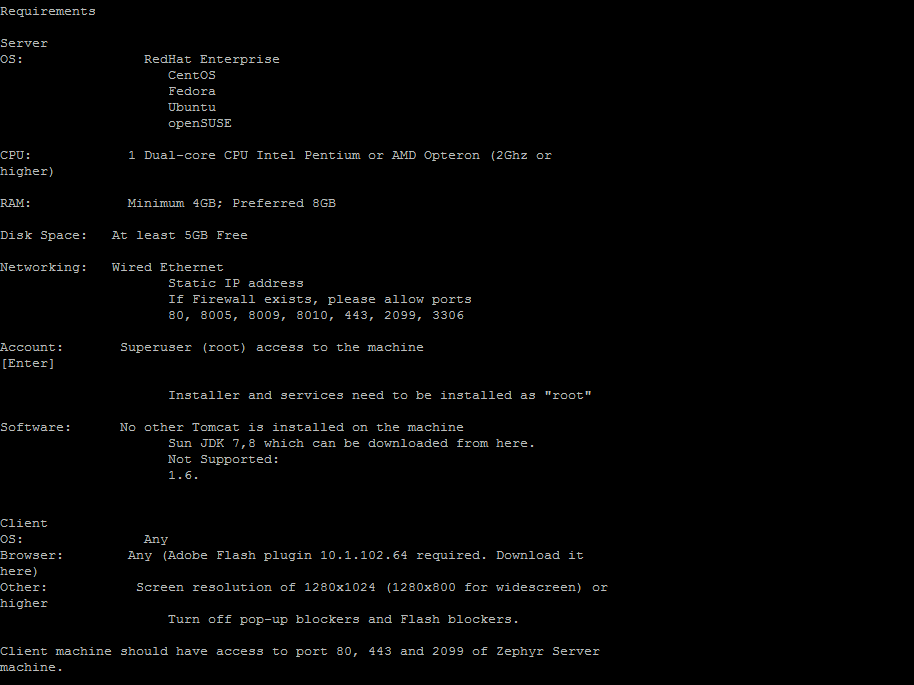 Requirements
Server
OS: RedHat Enterprise
CentOS
Fedora
Ubuntu
openSUSE
CPU: 1 Dual-core CPU Intel Pentium or AMD Opteron (2Ghz or
higher)
RAM: Minimum 4GB; Preferred 8GB
Disk Space: At least 5GB Free
Networking: Wired Ethernet
Static IP address
If Firewall exists, please allow ports
80, 8005, 8009, 8010, 443, 2099, 3306
Account: Superuser (root) access to the machine
[Enter]
Installer and services need to be installed as "root"
Software: No other Tomcat is installed on the machine
Sun JDK 7,8 which can be downloaded from here.
Not Supported:
1.6.
Client
OS: Any
Browser: Any (Adobe Flash plugin 10.1.102.64 required. Download it
here)
Other: Screen resolution of 1280x1024 (1280x800 for widescreen) or
higher
Turn off pop-up blockers and Flash blockers.
Client machine should have access to port 80, 443 and 2099 of Zephyr Server
machine.